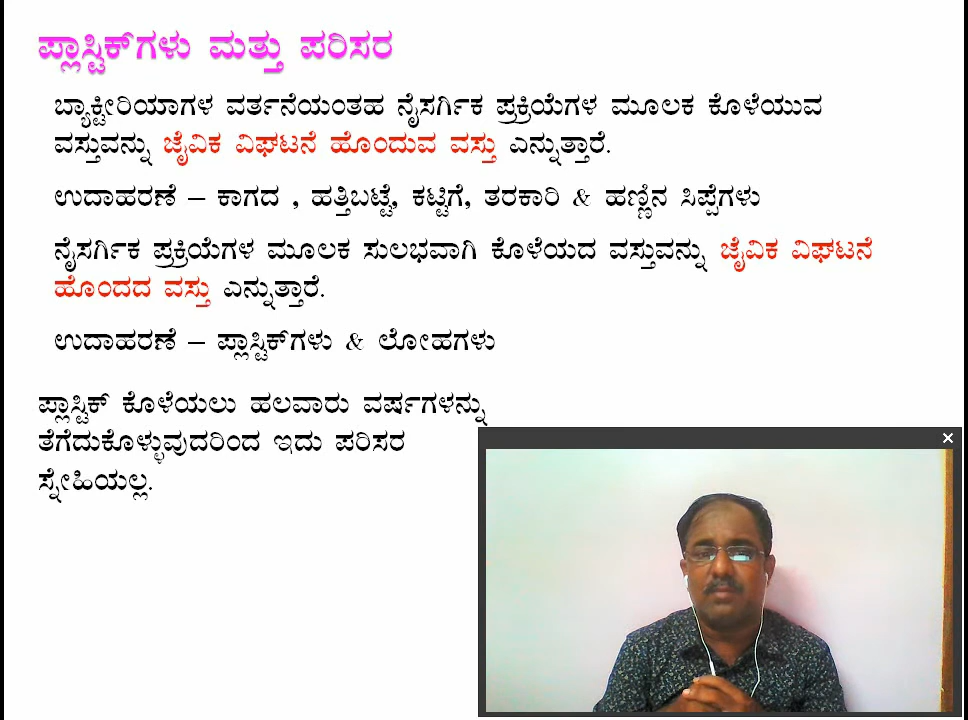 ಪ್ಲಾಸ್ಟಿಕ್‌ಗಳು ಮತ್ತು ಪರಿಸರ
ಬ್ಯಾಕ್ಟೀರಿಯಾಗಳ ವರ್ತನೆಯಂತಹ ನೈಸರ್ಗಿಕ ಪ್ರಕ್ರಿಯೆಗಳ ಮೂಲಕ ಕೊಳೆಯುವ
ವಸ್ತುವನ್ನು ಜೈವಿಕ ವಿಘಟನೆ ಹೊಂದುವ ವಸ್ತು ಎನ್ನುತ್ತಾರೆ.
ಉದಾಹರಣೆ – ಕಾಗದ , ಹತ್ತಿಬಟ್ಟೆ, ಕಟ್ಟಿಗೆ, ತರಕಾರಿ & ಹಣ್ಣಿನ ಸಿಪ್ಪೆಗಳು
ನೈಸರ್ಗಿಕ ಪ್ರಕ್ರಿಯೆಗಳ ಮೂಲಕ ಸುಲಭವಾಗಿ ಕೊಳೆಯದ ವಸ್ತುವನ್ನು ಜೈವಿಕ ವಿಘಟನೆ
ಹೊಂದದ ವಸ್ತು ಎನ್ನುತ್ತಾರೆ.
ಉದಾಹರಣೆ – ಪ್ಲಾಸ್ಟಿಕ್‌ಗಳು & ಲೋಹಗಳು
ಪ್ಲಾಸ್ಟಿಕ್ ಕೊಳೆಯಲು ಹಲವಾರು ವರ್ಷಗಳನ್ನು
ತೆಗೆದುಕೊಳ್ಳುವುದರಿಂದ ಇದು ಪರಿಸರ
ಸ್ನೇಹಿಯಲ್ಲ.